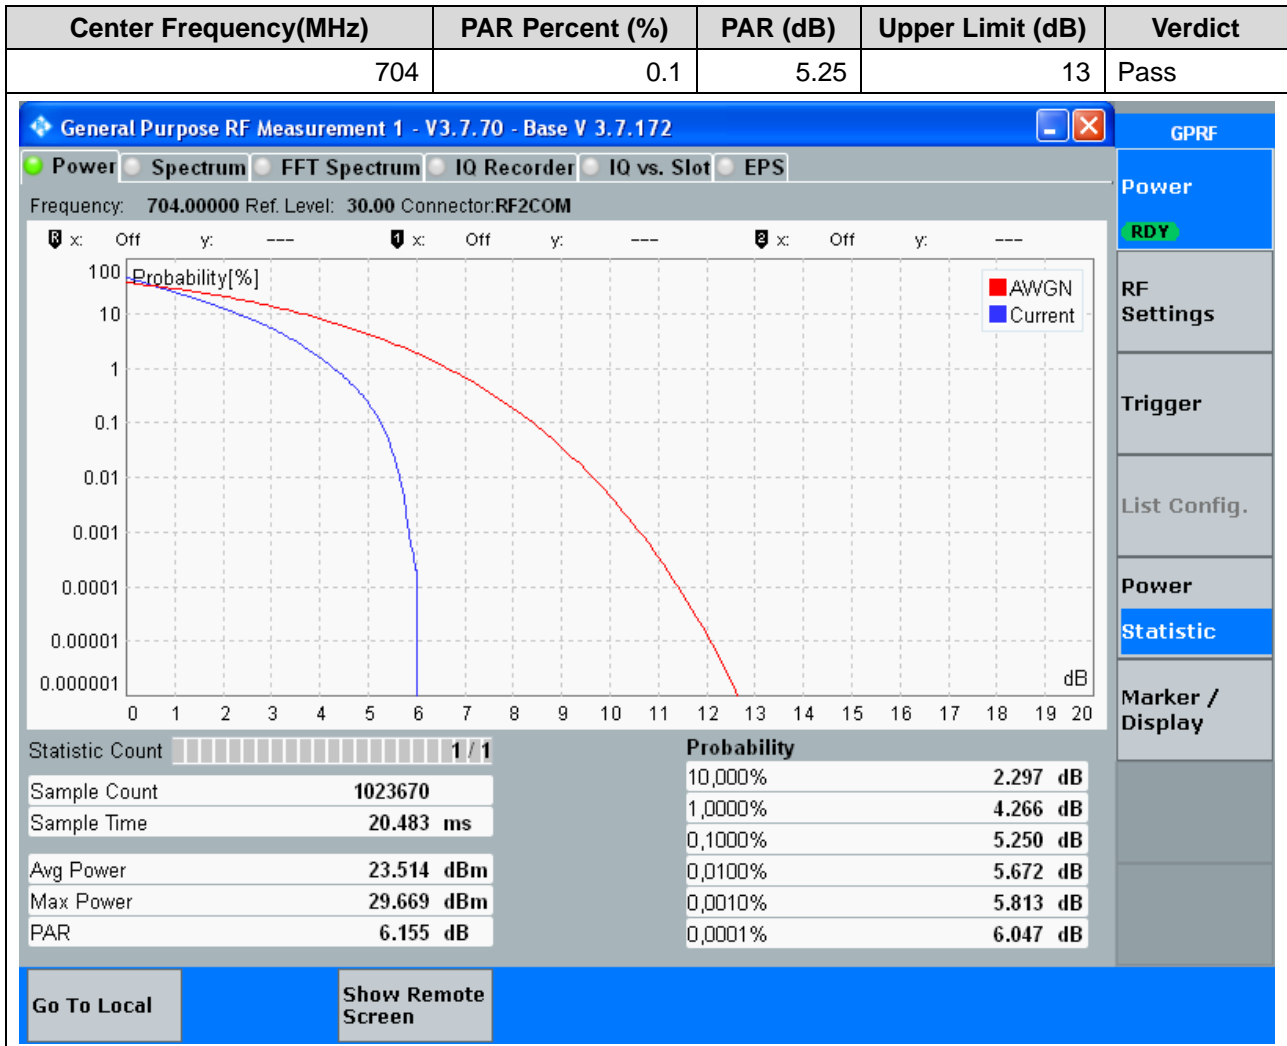 Center Frequency(MHz) PAR Percent (%) PAR (dB) Upper Limit (dB) Verdict
704 0.1 5.25 13 Pass
General Purpose RF Measurement 1 - V3.7.70 - Base V 3.7.172
GPRF
Power Spectrum FFT Spectrum IQ Recorder IQ vs. Slot EPS
Power
RDY
Frequency: 704.00000 Ref. Level: 30.00 Connector:RF2COM
R x: Off y: --- 1 x: Off y: --- 2 x: Off y: ---
Probability[%]
AWGN
Current
100
10
1
0.1
0.01
0.001
0.0001
0.00001
0.000001
dB
0 1 2 3 4 5 6 7 8 9 10 11 12 13 14 15 16 17 18 19 20
RF
Settings
Trigger
List Config.
Power
Statistic
Marker /
Display
Statistic Count 1 / 1
Sample Count 1023670
Sample Time 20.483 ms
Avg Power 23.514 dBm
Max Power 29.669 dBm
PAR 6.155 dB
Probability
10,000% 2.297 dB
1,0000% 4.266 dB
0,1000% 5.250 dB
0,0100% 5.672 dB
0,0010% 5.813 dB
0,0001% 6.047 dB
Go To Local
Show Remote
Screen